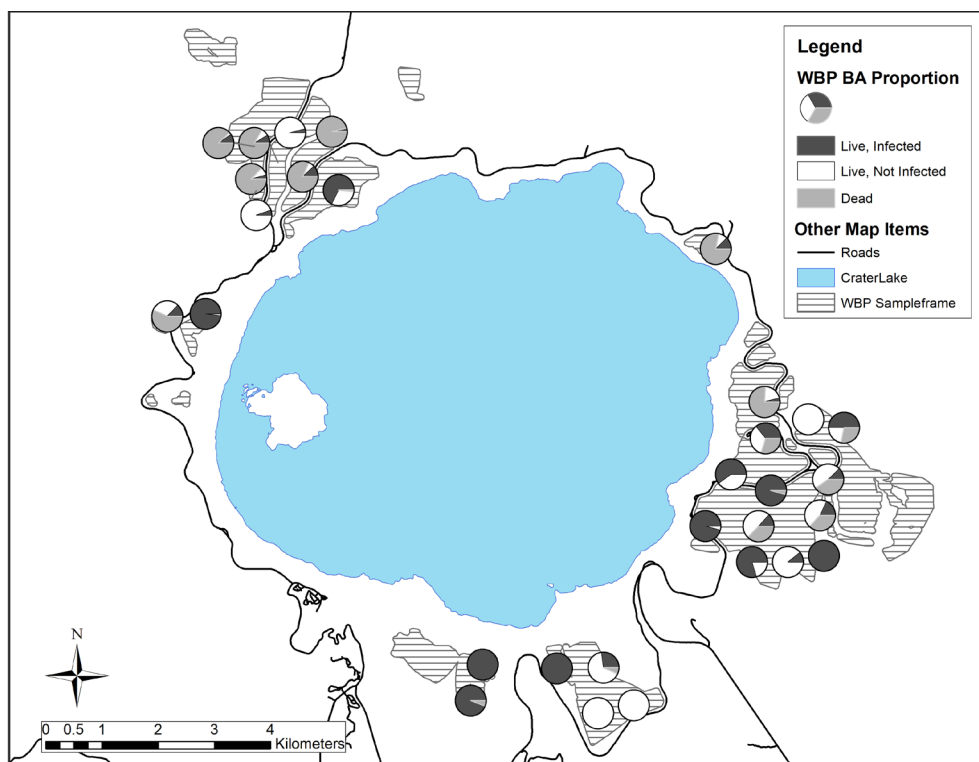 Legend
WBP BA Proportion
Live, Infected
Live, Not Infected
Dead
Other Map Items
Roads
CraterLake
WBP Sampleframe
N
0 0.5 1 2 3 4
Kilometers